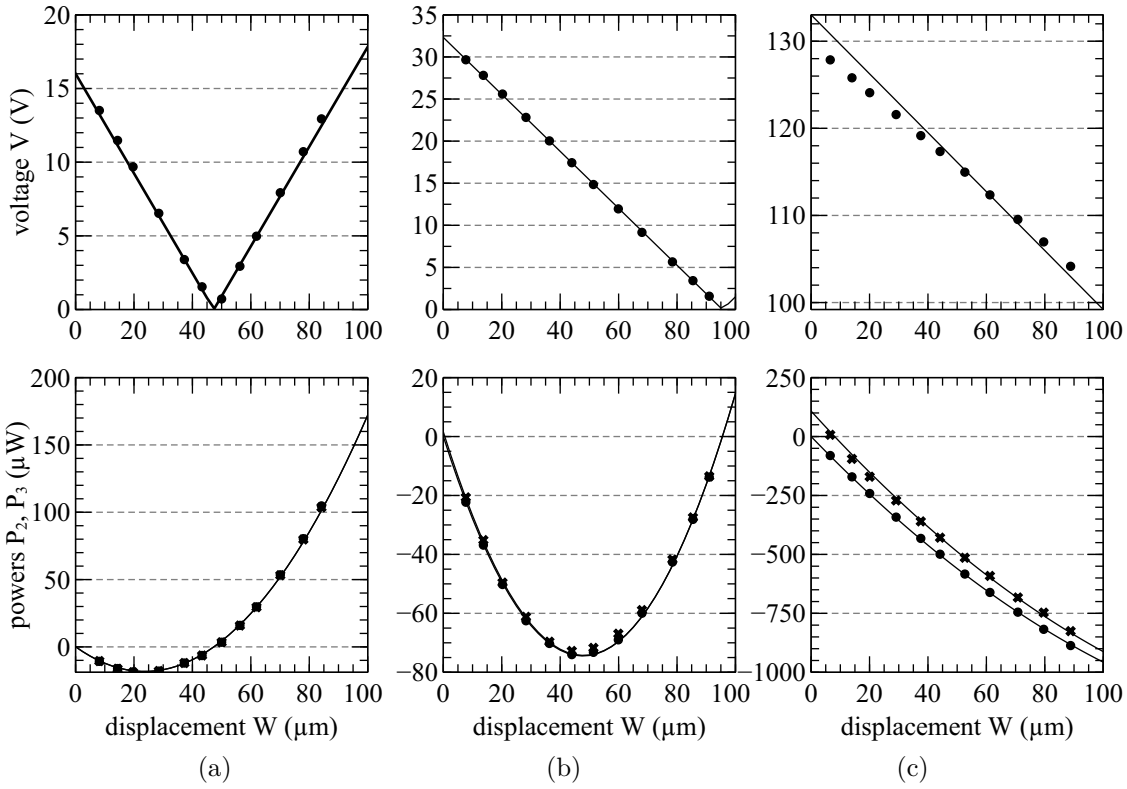 20
15
10
5
0
0 20 40 60 80 100
voltage V (V)
35
30
25
20
15
10
5
0
0 20 40 60 80 100
130
120
110
100
0 20 40 60 80 100
200
150
100
50
0
0 20 40 60 80 100
powers P₂, P₃ (µW)
displacement W (µm)
(a)
20
0
−20
−40
−60
−80
0 20 40 60 80 100
displacement W (µm)
(b)
250
0
−250
−500
−750
−1000
0 20 40 60 80 100
displacement W (µm)
(c)